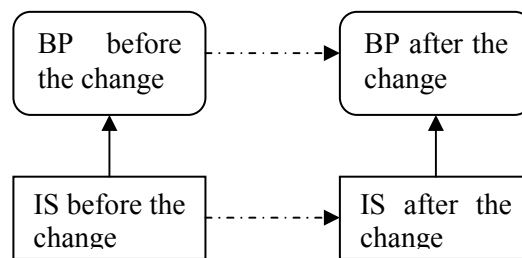 BP before
the change
BP after the
change
IS before the
change
IS after the
change